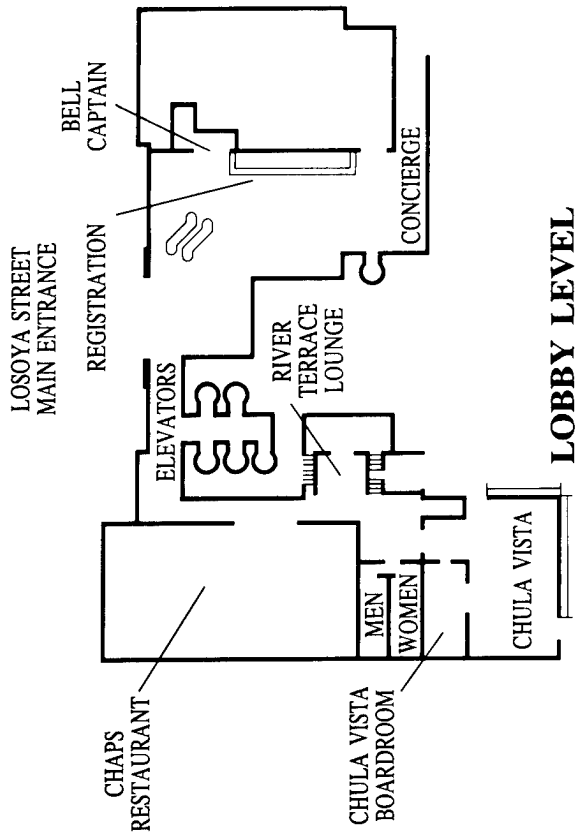 LOSOYA STREET
MAIN ENTRANCE
REGISTRATION
BELL
CAPTAIN
ELEVATORS
RIVER
TERRACE
LOUNGE
CONCIERGE
CHAPS
RESTAURANT
MEN
WOMEN
CHULA VISTA
BOARDROOM
CHULA VISTA
LOBBY LEVEL